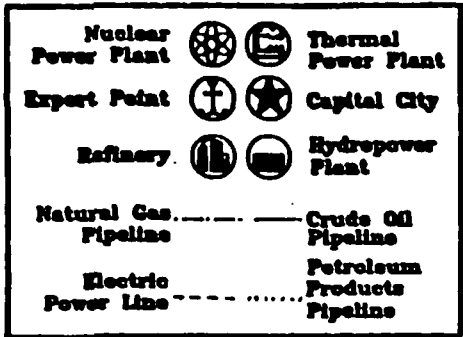 Nuclear
Power Plant
Thermal
Power Plant
Export Point
Capital City
Refinery
Hydropower
Plant
Natural Gas
Pipeline
Crude Oil
Pipeline
Electric
Power Line
Petroleum
Products
Pipeline